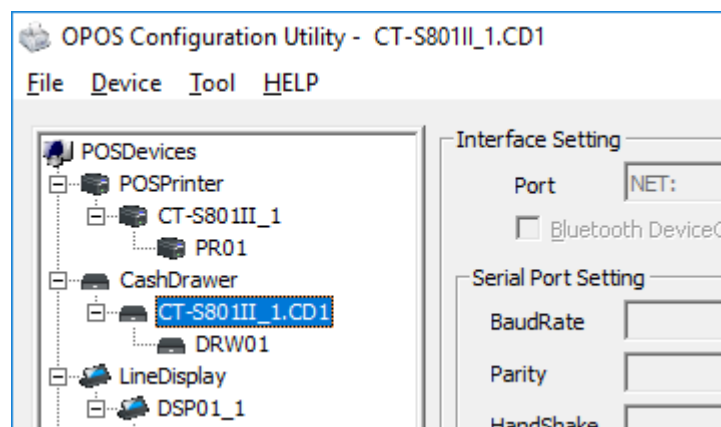 OPOS Configuration Utility - CT-S801II_1.CD1
File Device Tool HELP
POSDevices
POSPrinter
CT-S801II_1
PR01
CashDrawer
CT-S801II_1.CD1
DRW01
LineDisplay
DSP01_1
Interface Setting
Port NET:
Bluetooth Device
Serial Port Setting
BaudRate
Parity
HandShake